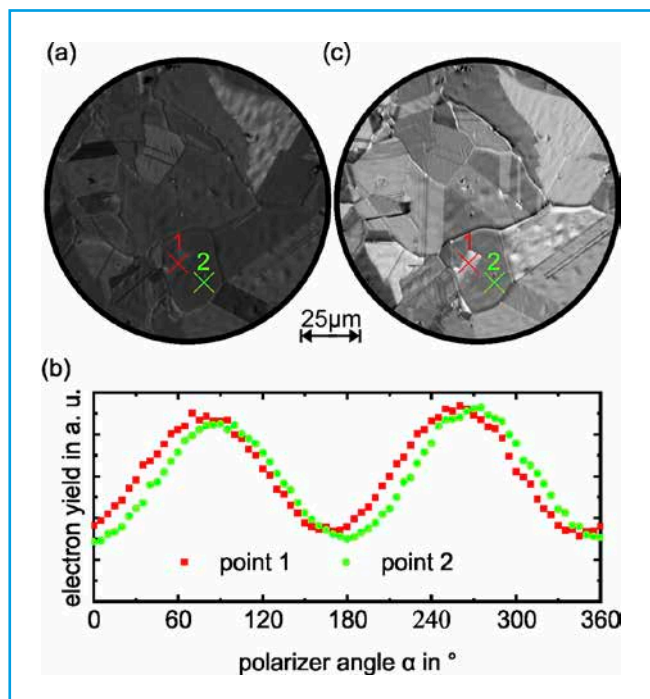 (a) (c)
1 1
2 2
25µm
(b)
electron yield in a. u.
point 1 point 2
0 60 120 180 240 300 360
polarizer angle α in °